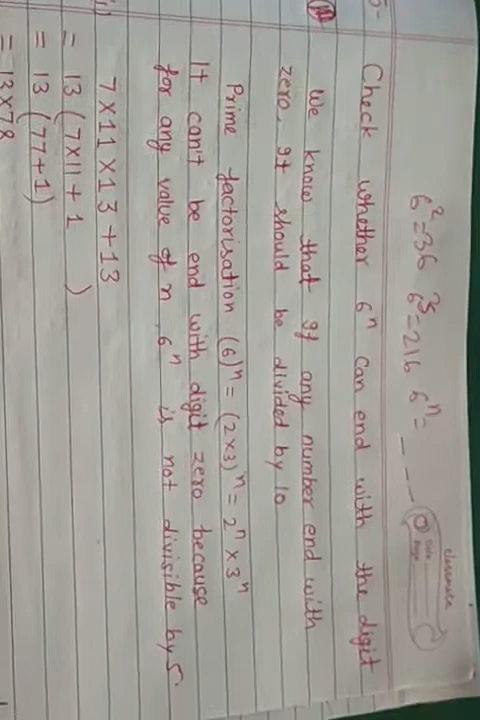 classmate
Date
Page
6² = 36 6³ = 216 6ⁿ = _ _ _ _
5-
Check whether 6ⁿ can end with the digit
We know that If any number end with
zero. It should be divided by 10
Prime factorisation (6)ⁿ = (2×3)ⁿ = 2ⁿ × 3ⁿ
It can't be end with digit zero because
for any value of n 6ⁿ is not divisible by 5.
7×11×13+13
= 13 (7×11+1 )
= 13 (77+1)
= 13×78